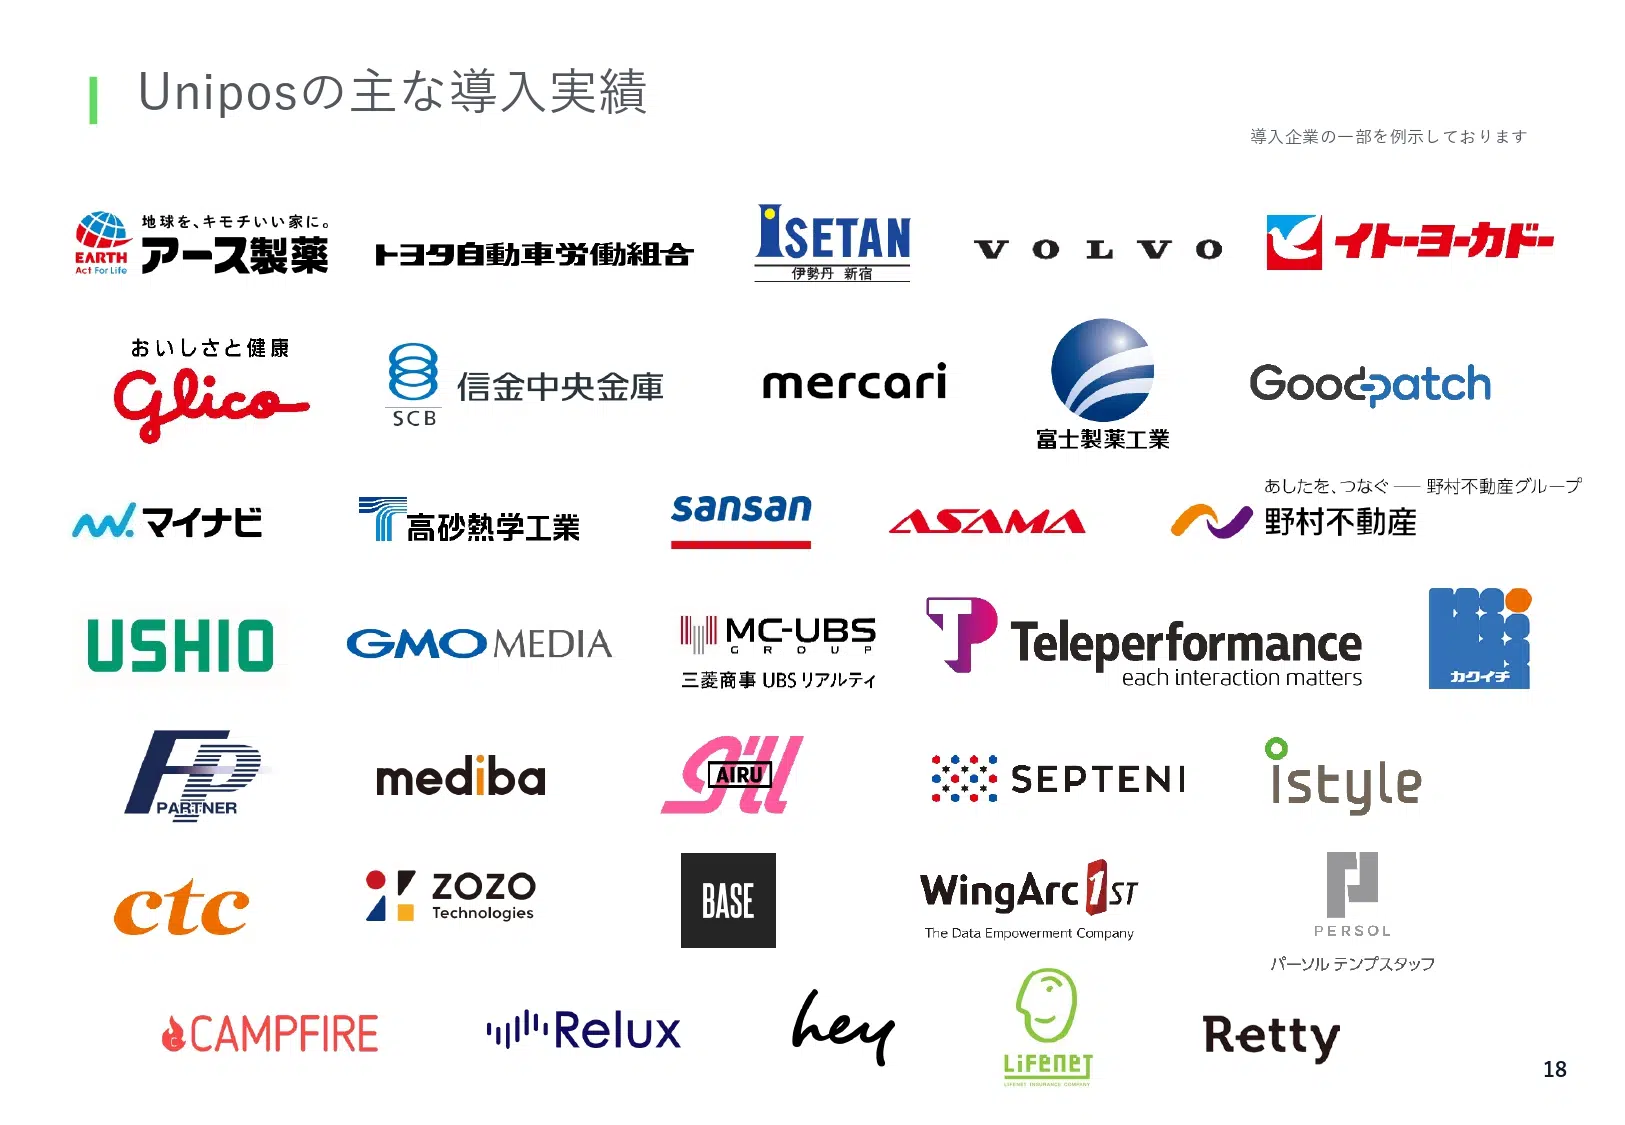 Uniposの主な導入実績
導入企業の一部を例示しております
地球を、キモチいい家に。
アース製薬
EARTH
Act For Life
トヨタ自動車労働組合
ISETAN
伊勢丹 新宿
VOLVO
イトーヨーカドー
おいしさと健康
Glico
SCB
信金中央金庫
mercari
富士製薬工業
Goodpatch
マイナビ
高砂熱学工業
sansan
ASAMA
あしたを、つなぐ ── 野村不動産グループ
野村不動産
USHIO
GMO MEDIA
MC-UBS
GROUP
三菱商事 UBS リアルティ
TP
Teleperformance
each interaction matters
カクイチ
FP
PARTNER
mediba
AIRU
SEPTENI
istyle
ctc
ZOZO
Technologies
BASE
WingArc1ST
The Data Empowerment Company
PERSOL
パーソル テンプスタッフ
CAMPFIRE
Relux
hey
LiFENET
LIFENET INSURANCE COMPANY
Retty
18